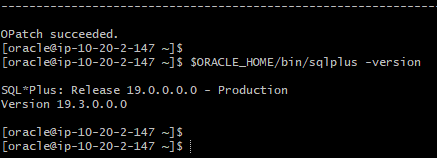 --------------------------------------------------------------------------------
OPatch succeeded.
[oracle@ip-10-20-2-147 ~]$
[oracle@ip-10-20-2-147 ~]$ $ORACLE_HOME/bin/sqlplus -version
SQL*Plus: Release 19.0.0.0.0 - Production
Version 19.3.0.0.0
[oracle@ip-10-20-2-147 ~]$
[oracle@ip-10-20-2-147 ~]$